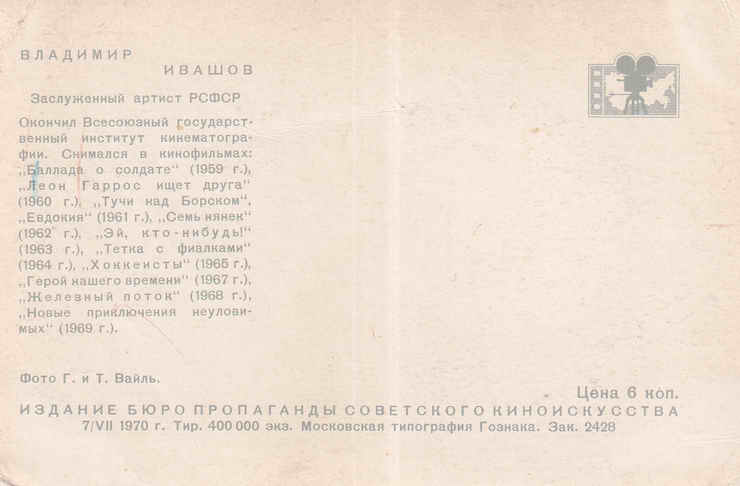 ВЛАДИМИР
ИВАШОВ
Заслуженный артист РСФСР
Окончил Всесоюзный государст-
венный институт кинематогра-
фии. Снимался в кинофильмах:
„Баллада о солдате“ (1959 г.),
„Леон Гаррос ищет друга“
(1960 г.), „Тучи над Борском“,
„Евдокия“ (1961 г.), „Семь нянек“
(1962 г.), „Эй, кто-нибудь!“
(1963 г.), „Тетка с фиалками“
(1964 г.), „Хоккеисты“ (1965 г.),
„Герой нашего времени“ (1967 г.),
„Железный поток“ (1968 г.),
„Новые приключения неулови-
мых“ (1969 г.).
Фото Г. и Т. Вайль.
Цена 6 коп.
ИЗДАНИЕ БЮРО ПРОПАГАНДЫ СОВЕТСКОГО КИНОИСКУССТВА
7/VII 1970 г. Тир. 400 000 экз. Московская типография Гознака. Зак. 2428